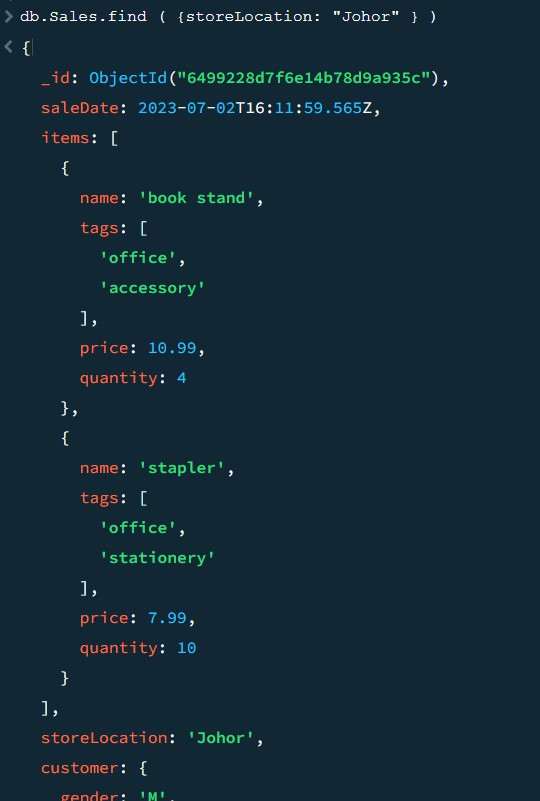 > db.Sales.find ( {storeLocation: "Johor" } )
< {
_id: ObjectId("6499228d7f6e14b78d9a935c"),
saleDate: 2023-07-02T16:11:59.565Z,
items: [
{
name: 'book stand',
tags: [
'office',
'accessory'
],
price: 10.99,
quantity: 4
},
{
name: 'stapler',
tags: [
'office',
'stationery'
],
price: 7.99,
quantity: 10
}
],
storeLocation: 'Johor',
customer: {
gender: 'M',